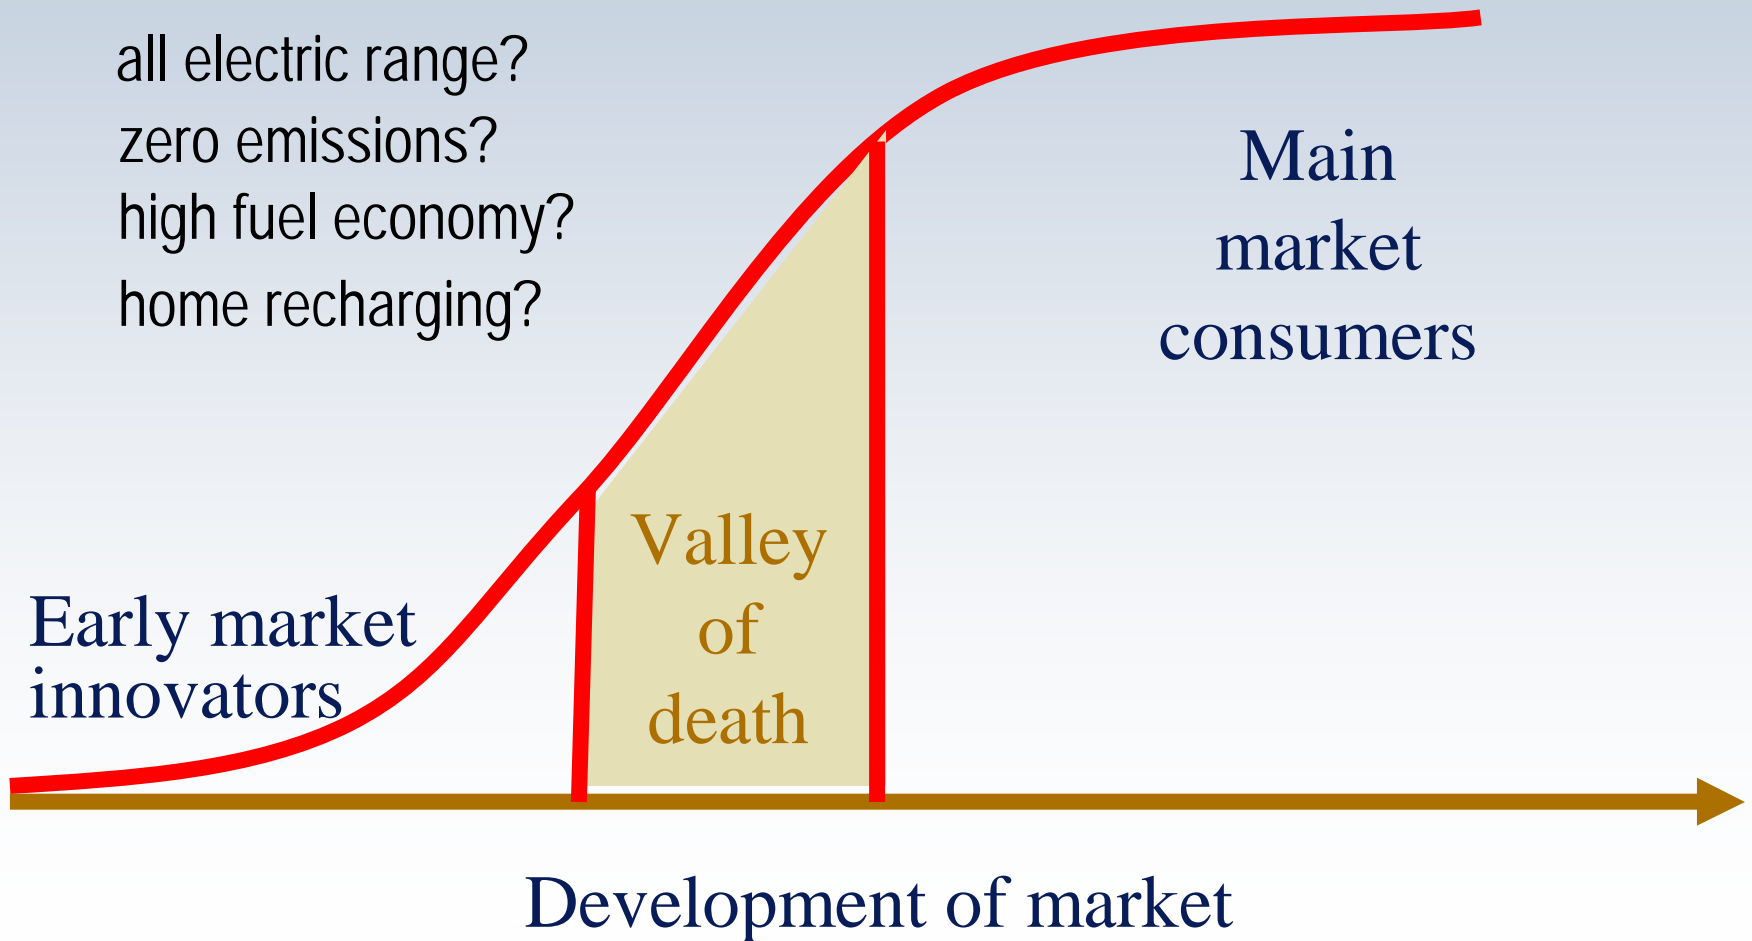 all electric range?
zero emissions?
high fuel economy?
home recharging?
Main
market
consumers
Valley
of
death
Early market
innovators
Development of market